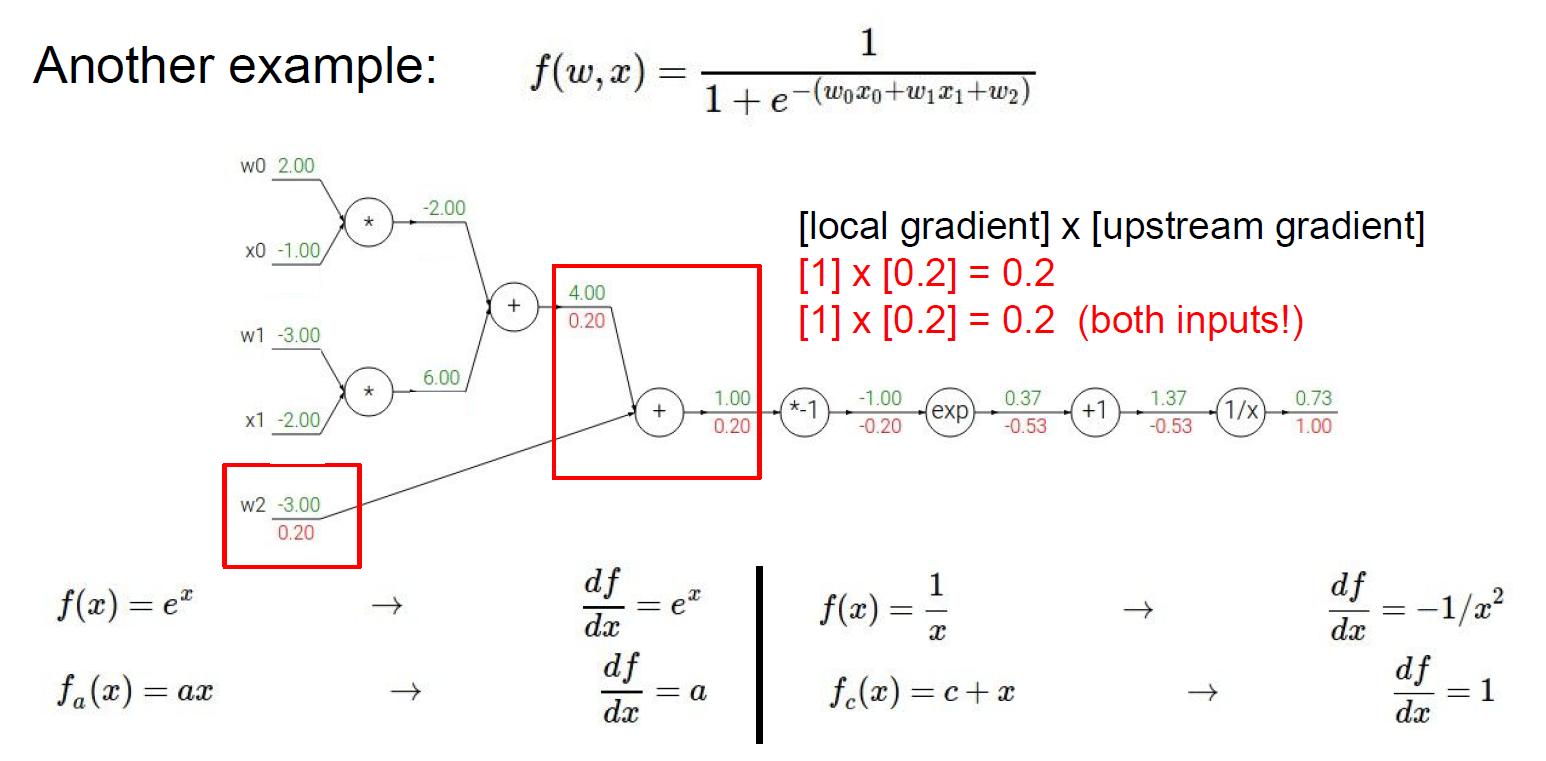 Another example:
f(w, x) = 1 / (1 + e^{-(w_0x_0+w_1x_1+w_2)})
w0 2.00
*
-2.00
x0 -1.00
[local gradient] x [upstream gradient]
[1] x [0.2] = 0.2
[1] x [0.2] = 0.2 (both inputs!)
+
4.00
0.20
w1 -3.00
*
6.00
x1 -2.00
+
1.00
0.20
*-1
-1.00
-0.20
exp
0.37
-0.53
+1
1.37
-0.53
1/x
0.73
1.00
w2 -3.00
0.20
f(x) = e^x → df/dx = e^x
f_a(x) = ax → df/dx = a
f(x) = 1/x → df/dx = -1/x^2
f_c(x) = c + x → df/dx = 1